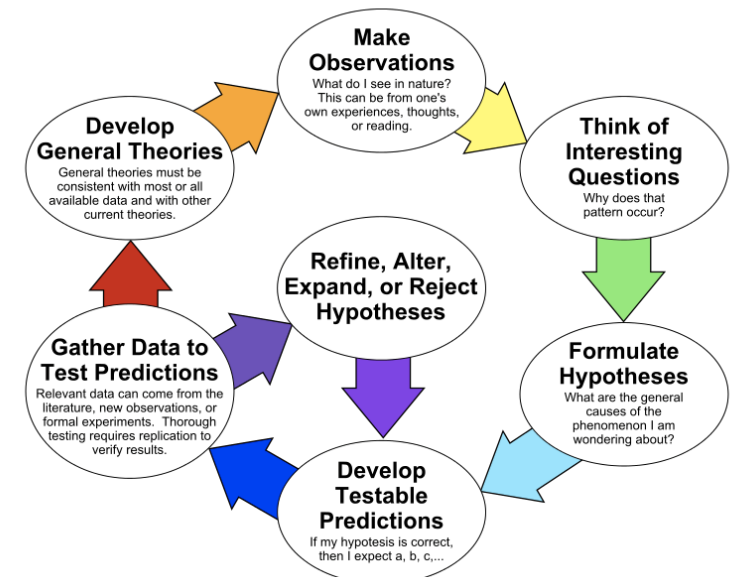 Make
Observations
What do I see in nature?
This can be from one's
own experiences, thoughts,
or reading.
Think of
Interesting
Questions
Why does that
pattern occur?
Formulate
Hypotheses
What are the general
causes of the
phenomenon I am
wondering about?
Develop
Testable
Predictions
If my hypotesis is correct,
then I expect a, b, c,...
Gather Data to
Test Predictions
Relevant data can come from the
literature, new observations, or
formal experiments. Thorough
testing requires replication to
verify results.
Refine, Alter,
Expand, or Reject
Hypotheses
Develop
General Theories
General theories must be
consistent with most or all
available data and with other
current theories.